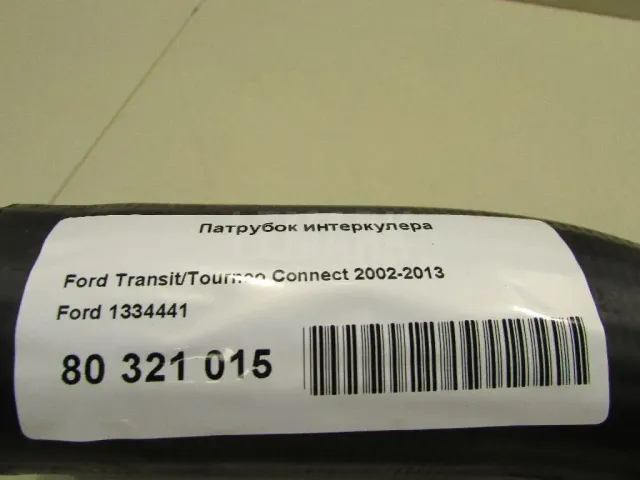 Патрубок интеркулера
Ford Transit/Tourneo Connect 2002-2013
Ford 1334441
80 321 015